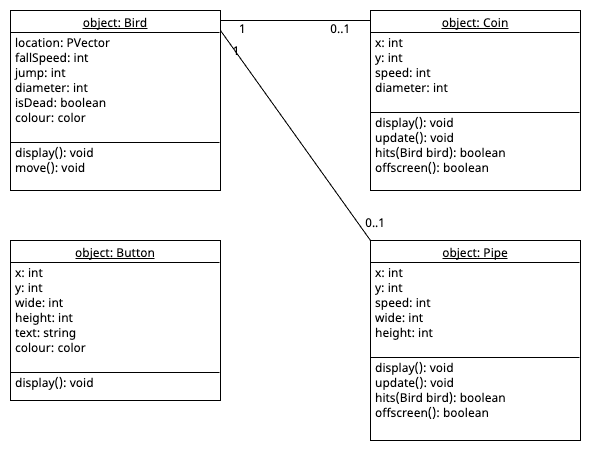 object: Bird
location: PVector
fallSpeed: int
jump: int
diameter: int
isDead: boolean
colour: color
display(): void
move(): void
1
0..1
1
object: Coin
x: int
y: int
speed: int
diameter: int
display(): void
update(): void
hits(Bird bird): boolean
offscreen(): boolean
0..1
object: Button
x: int
y: int
wide: int
height: int
text: string
colour: color
display(): void
object: Pipe
x: int
y: int
speed: int
wide: int
height: int
display(): void
update(): void
hits(Bird bird): boolean
offscreen(): boolean